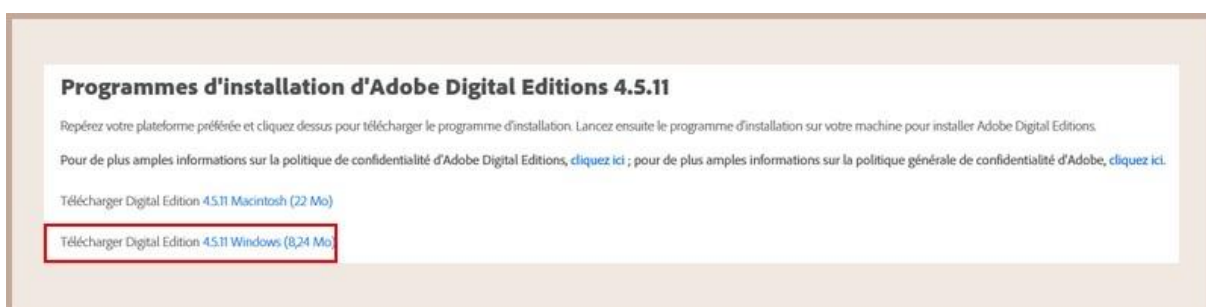 Programmes d'installation d'Adobe Digital Editions 4.5.11
Repérez votre plateforme préférée et cliquez dessus pour télécharger le programme d'installation. Lancez ensuite le programme d'installation sur votre machine pour installer Adobe Digital Editions.
Pour de plus amples informations sur la politique de confidentialité d'Adobe Digital Editions, cliquez ici ; pour de plus amples informations sur la politique générale de confidentialité d'Adobe, cliquez ici.
Télécharger Digital Edition 4.5.11 Macintosh (22 Mo)
Télécharger Digital Edition 4.5.11 Windows (8,24 Mo)